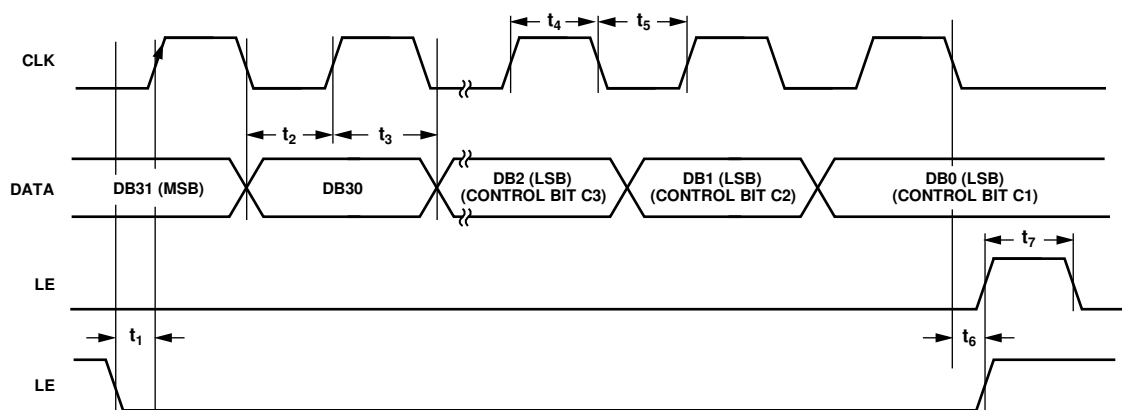 t4
t5
CLK
t2
t3
DATA
DB31 (MSB)
DB30
DB2 (LSB)
(CONTROL BIT C3)
DB1 (LSB)
(CONTROL BIT C2)
DB0 (LSB)
(CONTROL BIT C1)
t7
LE
t1
t6
LE